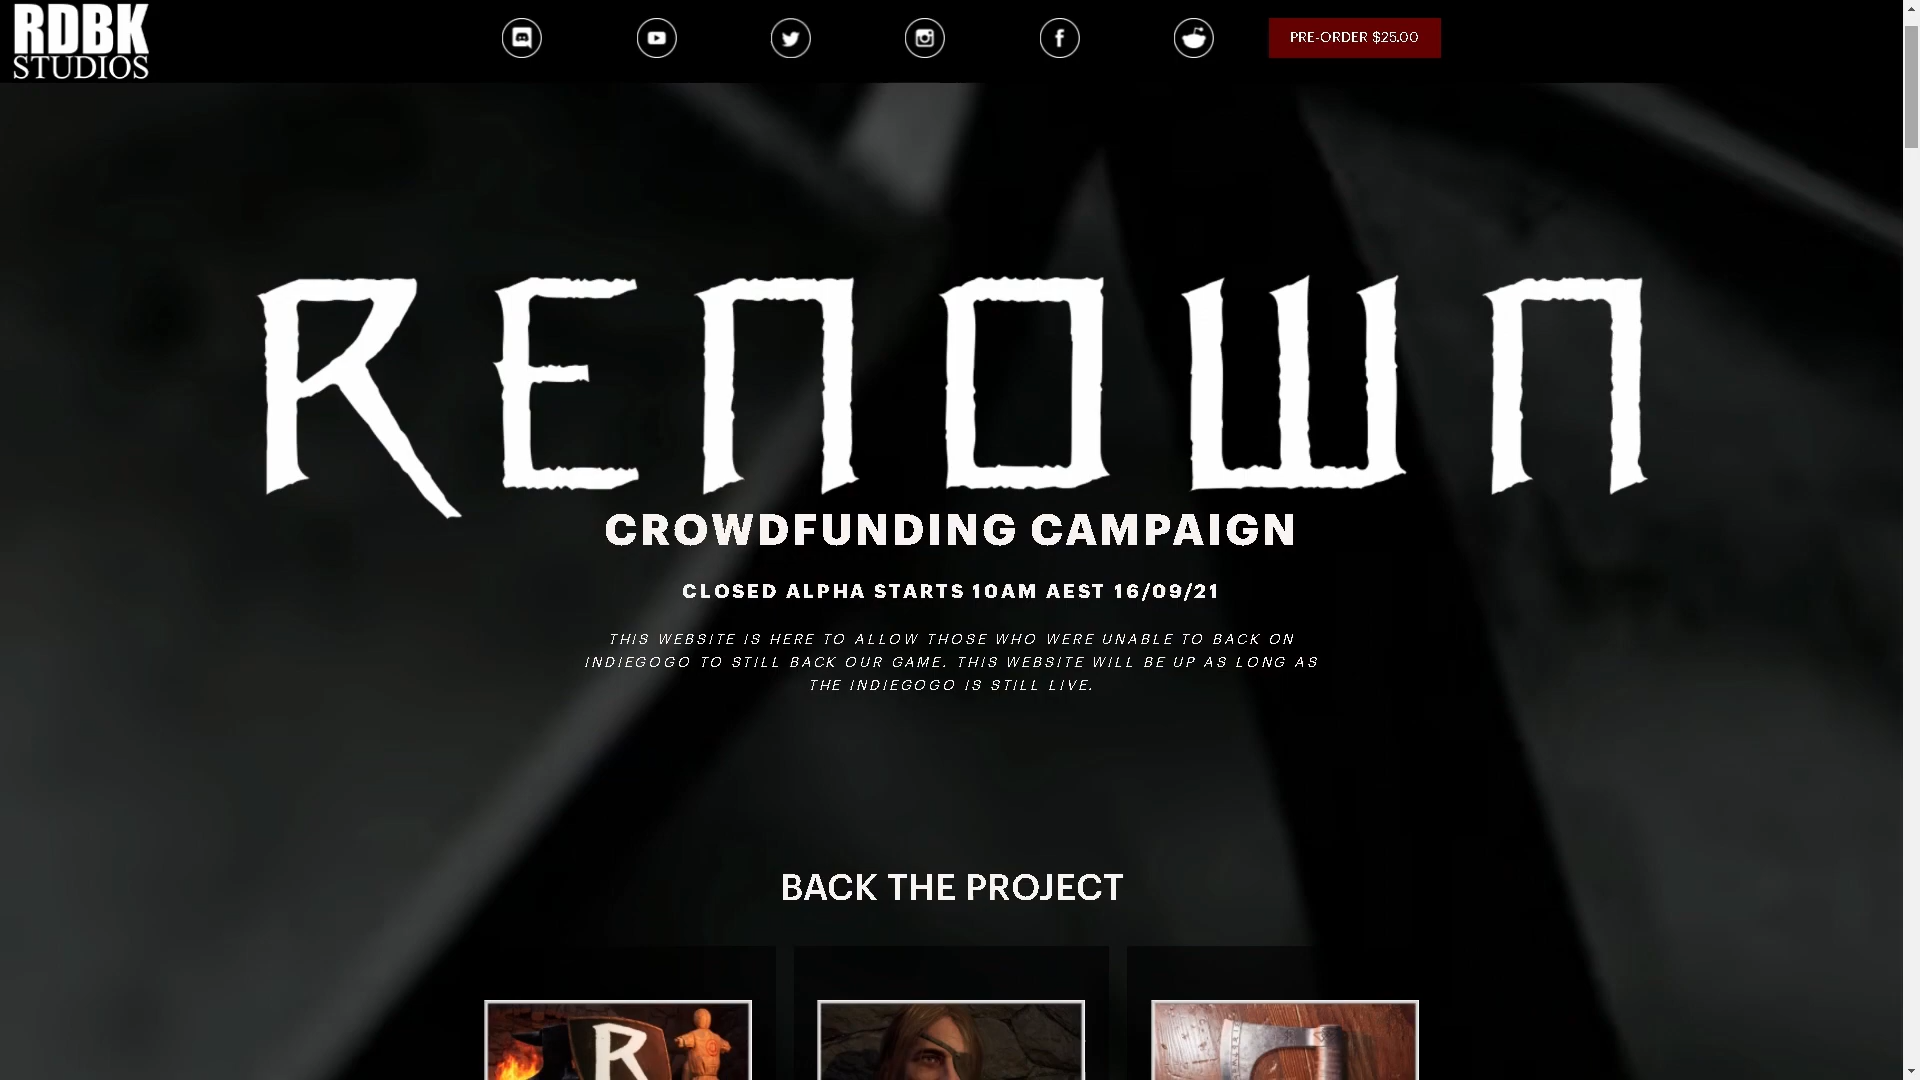 RDBK
STUDIOS
PRE-ORDER $25.00
RENOWN
CROWDFUNDING CAMPAIGN
CLOSED ALPHA STARTS 10AM AEST 16/09/21
THIS WEBSITE IS HERE TO ALLOW THOSE WHO WERE UNABLE TO BACK ON
INDIEGOGO TO STILL BACK OUR GAME. THIS WEBSITE WILL BE UP AS LONG AS
THE INDIEGOGO IS STILL LIVE.
BACK THE PROJECT
R